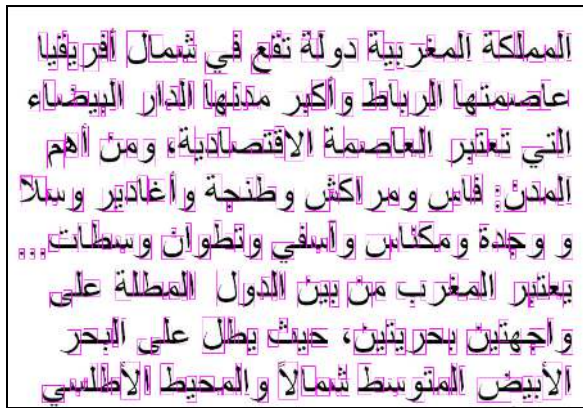 المملكة المغربية دولة تقع في شمال أفريقيا
عاصمتها الرباط وأكبر مدنها الدار البيضاء
التي تعتبر العاصمة الاقتصادية، ومن أهم
المدن: فاس ومراكش وطنجة وأغادير وسلا
و وجدة ومكناس وآسفي وتطوان وسطات...
يعتبر المغرب من بين الدول المطلة على
واجهتين بحريتين، حيث يطل على البحر
الأبيض المتوسط شمالاً والمحيط الأطلسي